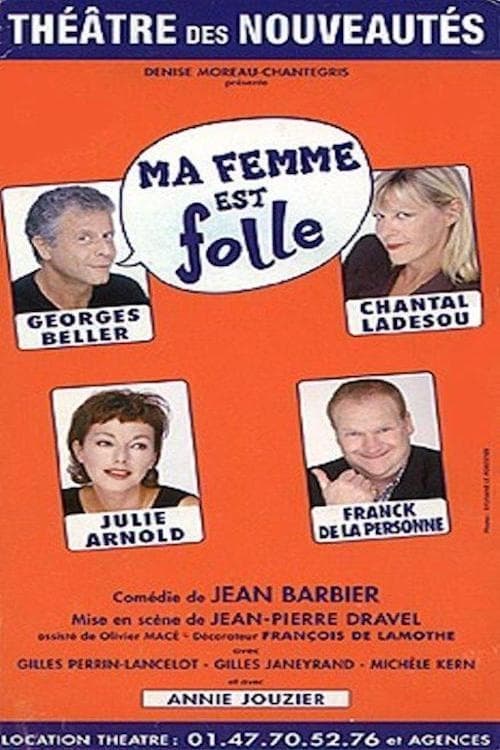 THÉÂTRE DES NOUVEAUTÉS
DENISE MOREAU-CHANTEGRIS
présente
MA FEMME
EST
folle
GEORGES
BELLER
CHANTAL
LADESOU
JULIE
ARNOLD
FRANCK
DE LA PERSONNE
Comédie de JEAN BARBIER
Mise en scène de JEAN-PIERRE DRAVEL
assisté de Olivier MACÉ - Décorateur FRANÇOIS DE LAMOTHE
avec
GILLES PERRIN-LANCELOT - GILLES JANEYRAND - MICHÈLE KERN
et avec
ANNIE JOUZIER
LOCATION THEATRE : 01.47.70.52.76 et AGENCES